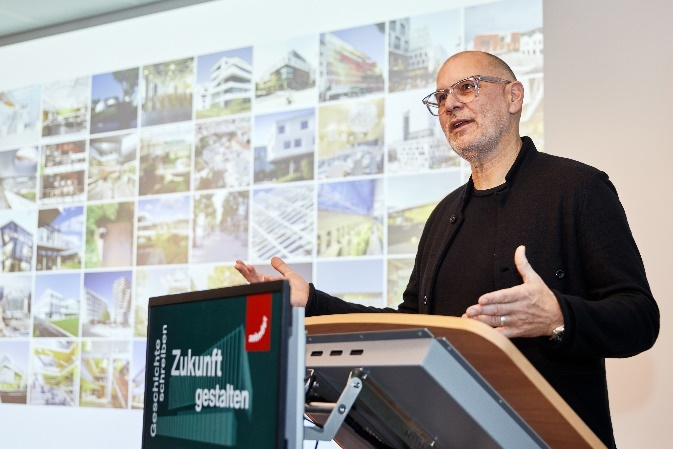 Geschichte
schreiben
Zukunft
gestalten